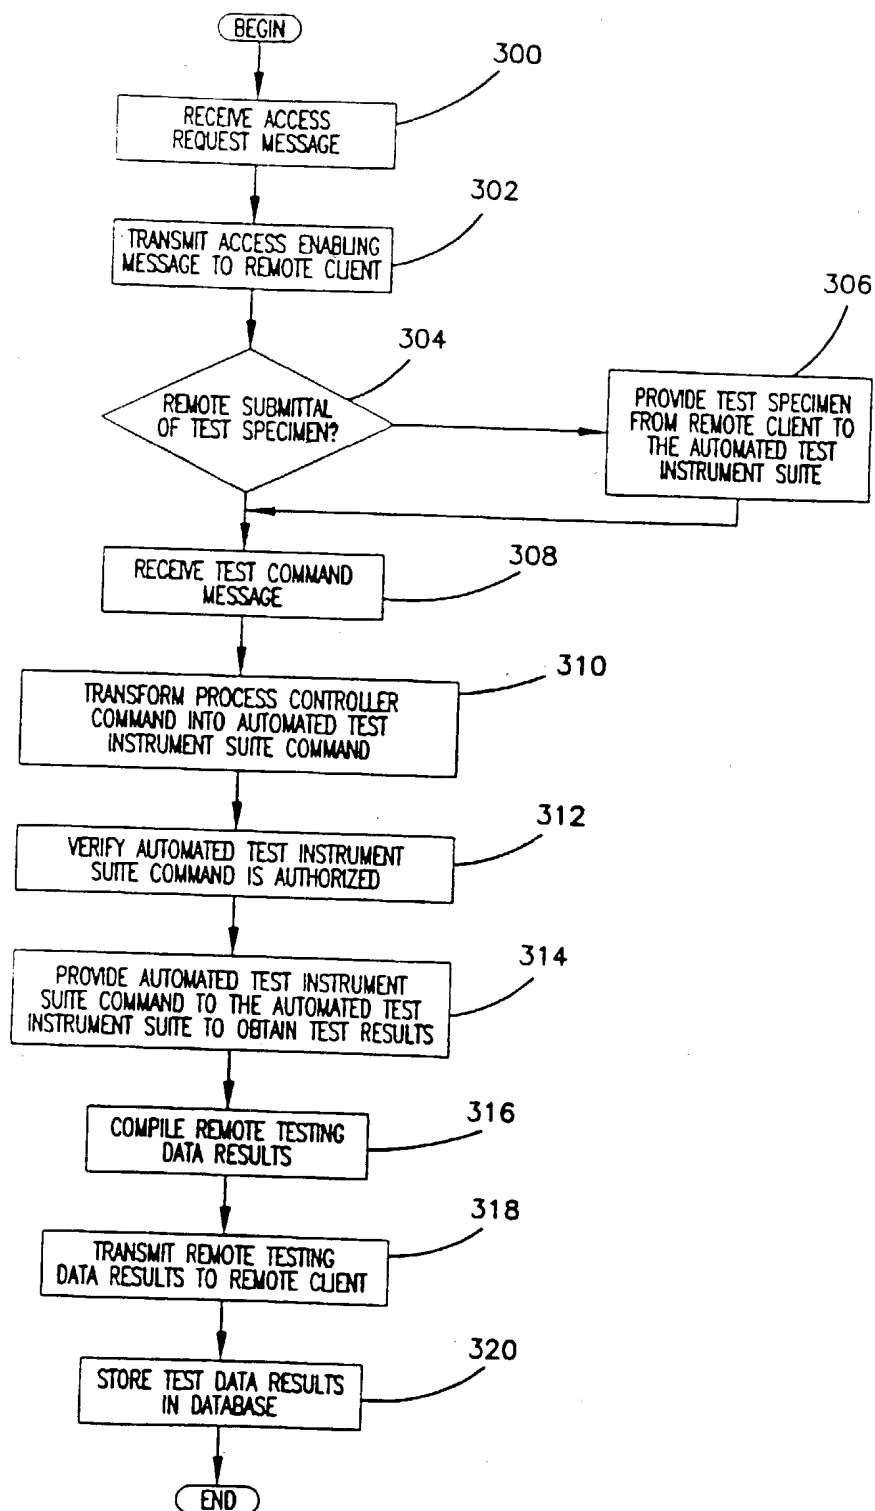 BEGIN
300
RECEIVE ACCESS
REQUEST MESSAGE
302
TRANSMIT ACCESS ENABLING
MESSAGE TO REMOTE CLIENT
304
REMOTE SUBMITTAL
OF TEST SPECIMEN?
306
PROVIDE TEST SPECIMEN
FROM REMOTE CLIENT TO
THE AUTOMATED TEST
INSTRUMENT SUITE
308
RECEIVE TEST COMMAND
MESSAGE
310
TRANSFORM PROCESS CONTROLLER
COMMAND INTO AUTOMATED TEST
INSTRUMENT SUITE COMMAND
312
VERIFY AUTOMATED TEST INSTRUMENT
SUITE COMMAND IS AUTHORIZED
314
PROVIDE AUTOMATED TEST INSTRUMENT
SUITE COMMAND TO THE AUTOMATED TEST
INSTRUMENT SUITE TO OBTAIN TEST RESULTS
316
COMPILE REMOTE TESTING
DATA RESULTS
318
TRANSMIT REMOTE TESTING
DATA RESULTS TO REMOTE CLIENT
320
STORE TEST DATA RESULTS
IN DATABASE
END